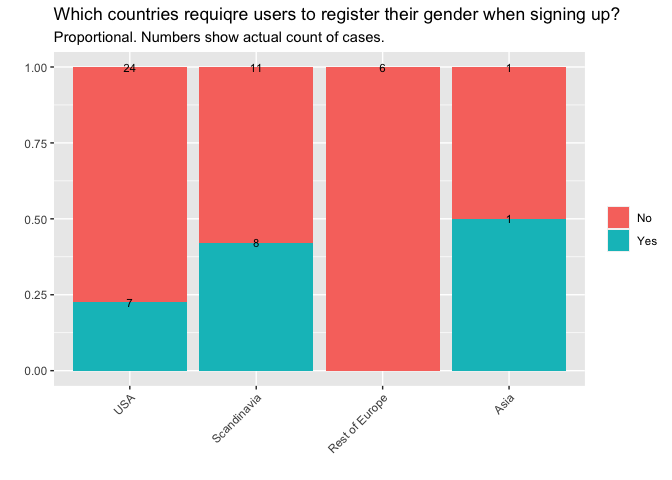 Which countries requiqre users to register their gender when signing up?
Proportional. Numbers show actual count of cases.
1.00
0.75
0.50
0.25
0.00
24
11
6
1
7
8
1
No
Yes
USA
Scandinavia
Rest of Europe
Asia